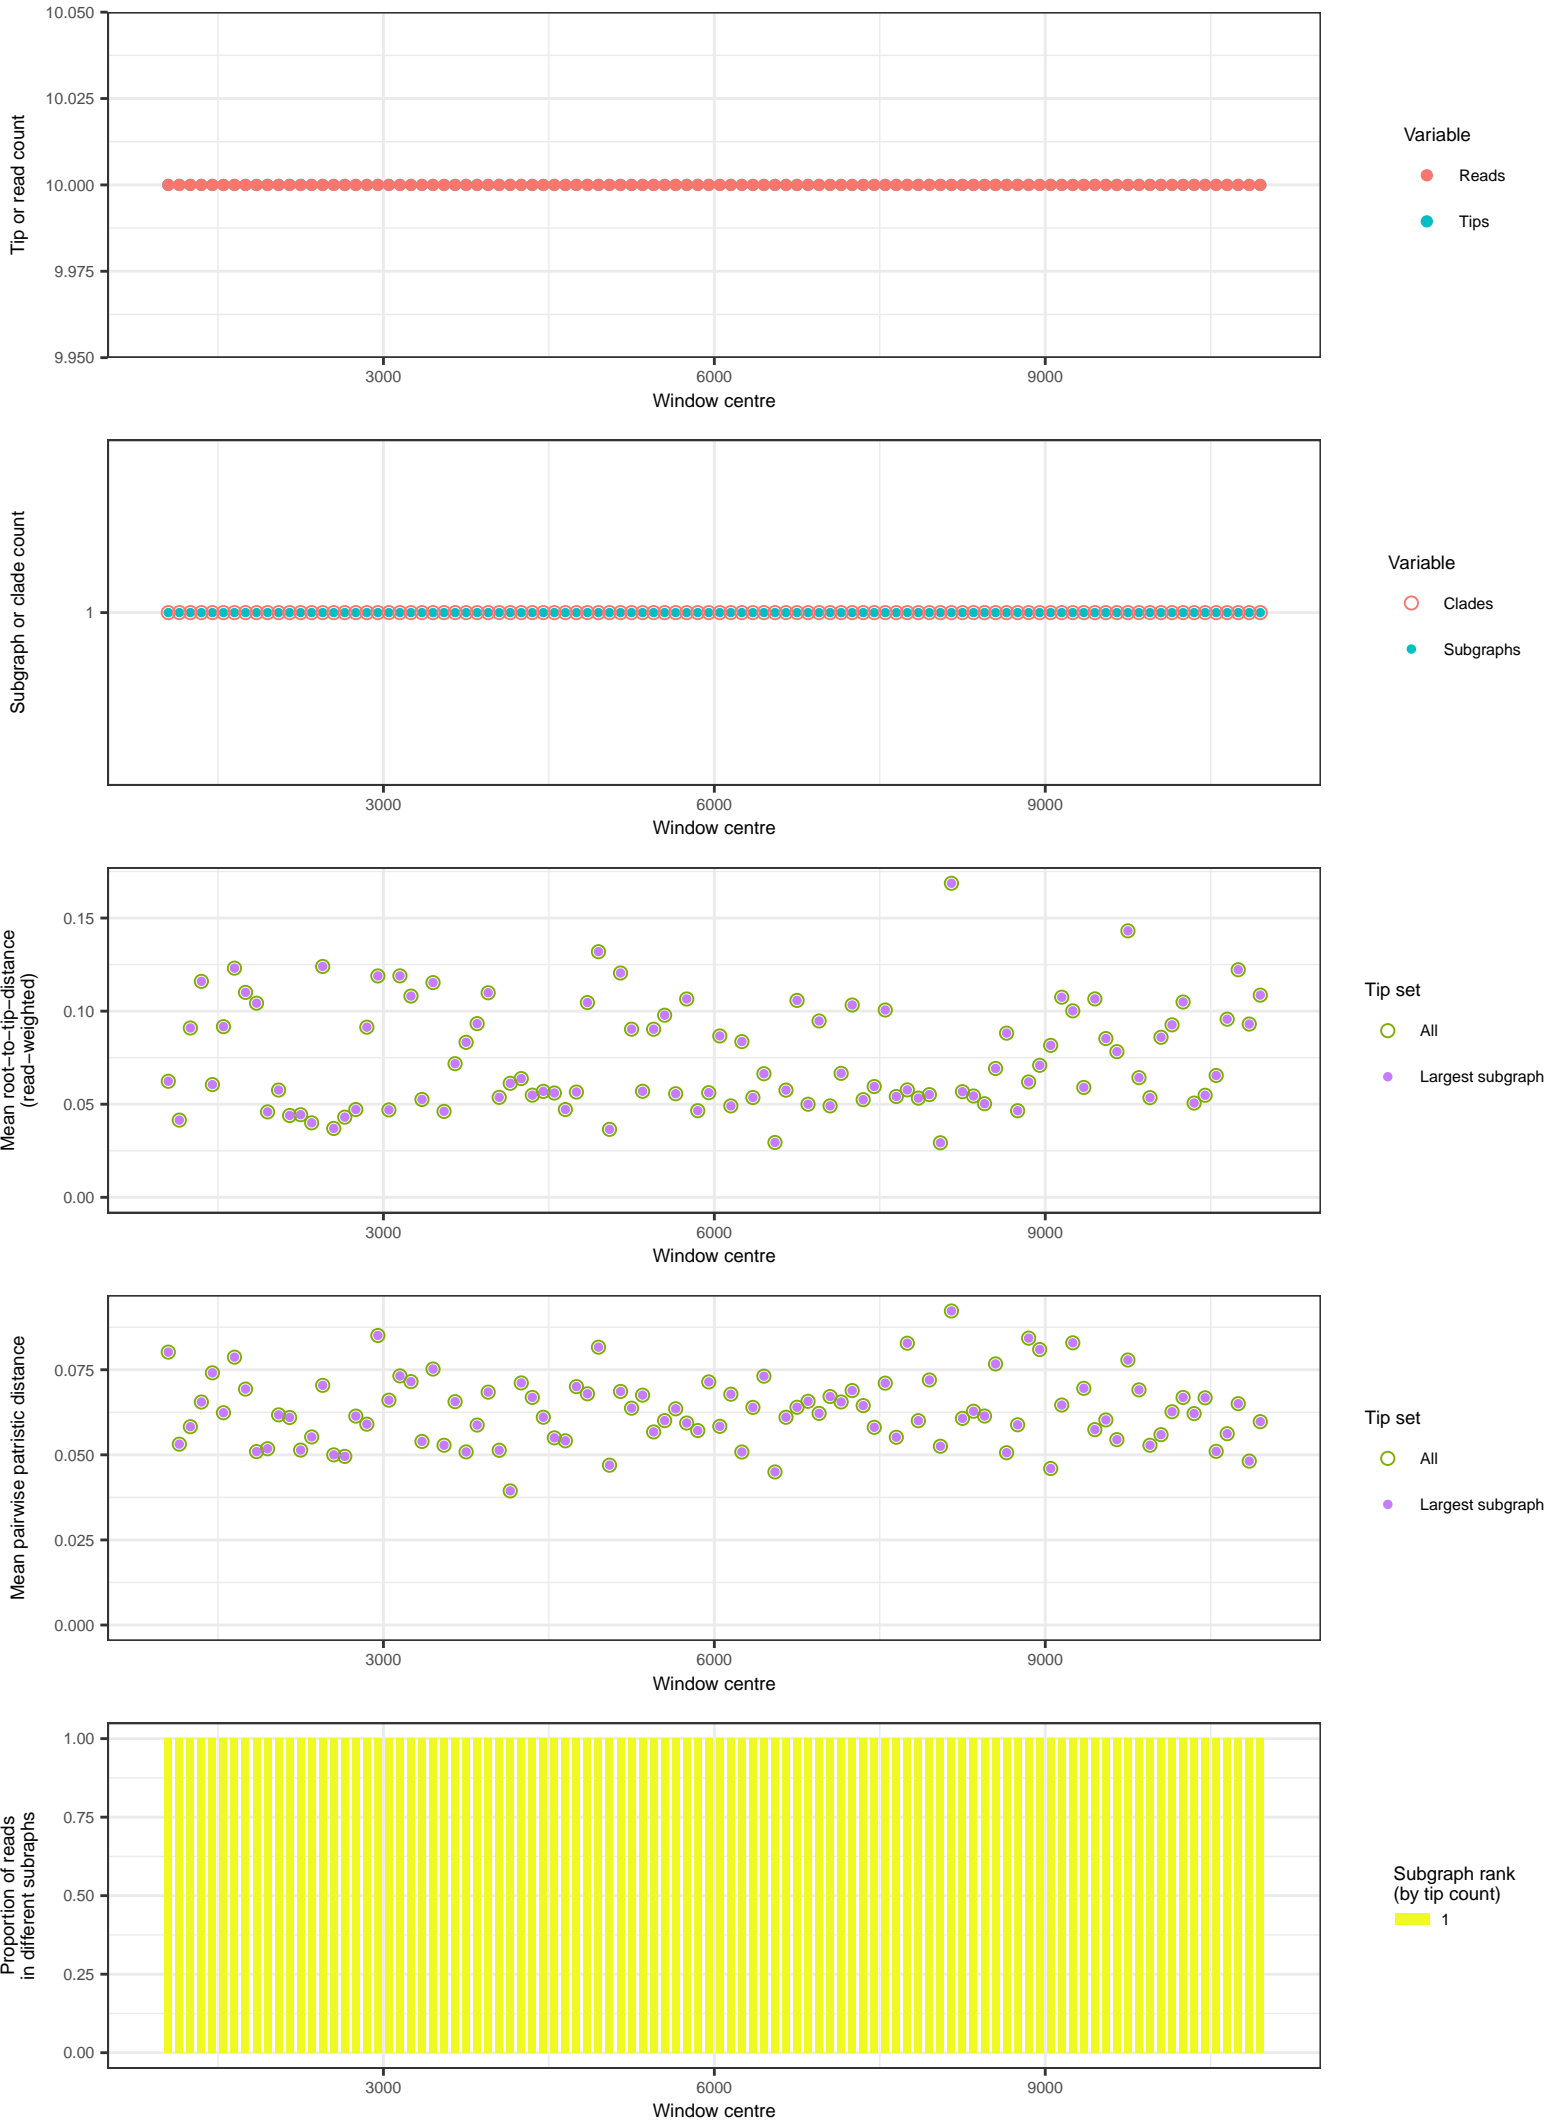 10.050
10.025
10.000
9.975
9.950
Tip or read count
3000
6000
9000
Window centre
Variable
Reads
Tips
Subgraph or clade count
1
3000
6000
9000
Window centre
Variable
Clades
Subgraphs
Mean root−to−tip−distance
(read−weighted)
0.15
0.10
0.05
0.00
3000
6000
9000
Window centre
Tip set
All
Largest subgraph
Mean pairwise patristic distance
0.075
0.050
0.025
0.000
3000
6000
9000
Window centre
Tip set
All
Largest subgraph
Proportion of reads
in different subraphs
1.00
0.75
0.50
0.25
0.00
3000
6000
9000
Window centre
Subgraph rank
(by tip count)
1